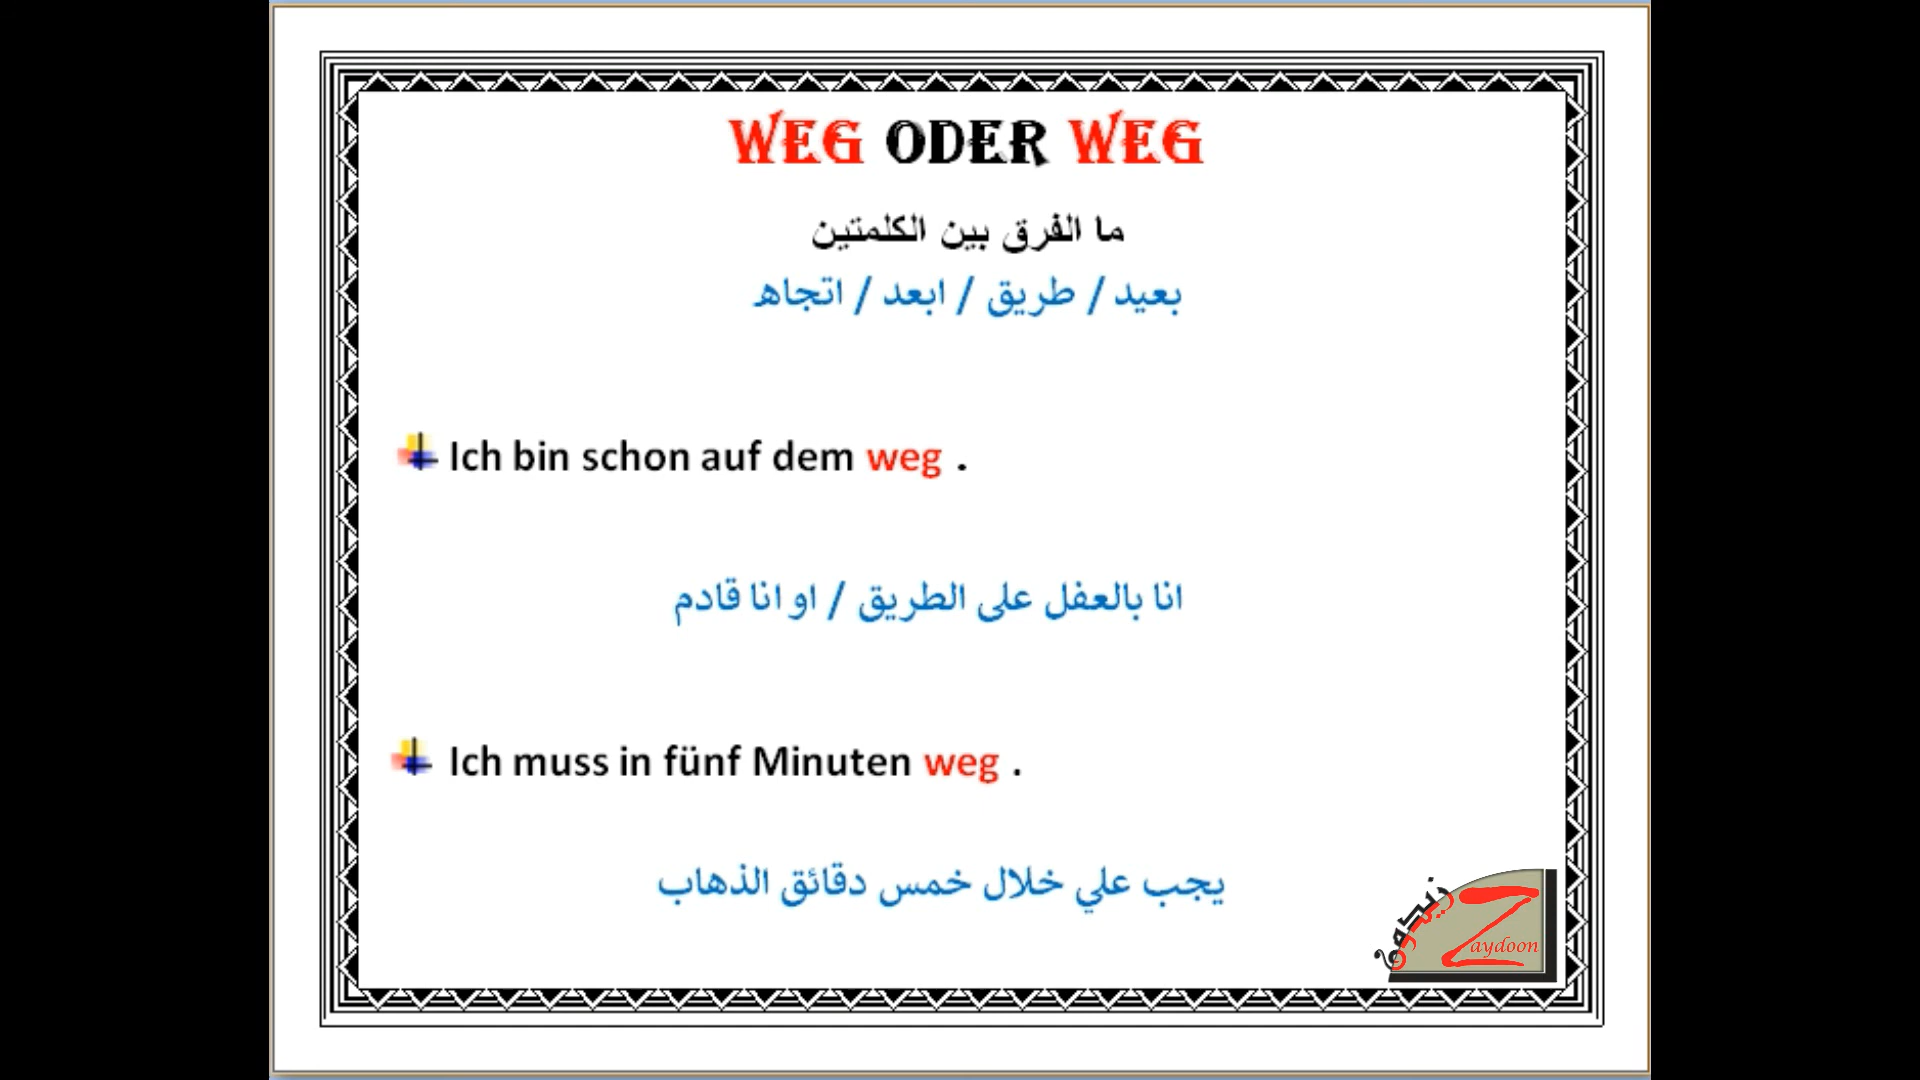 WEG ODER WEG
ما الفرق بين الكلمتين
بعيد / طريق / ابعد / اتجاه
Ich bin schon auf dem weg .
انا بالعفل على الطريق / او انا قادم
Ich muss in fünf Minuten weg .
يجب علي خلال خمس دقائق الذهاب
زيدون
Zaydoon